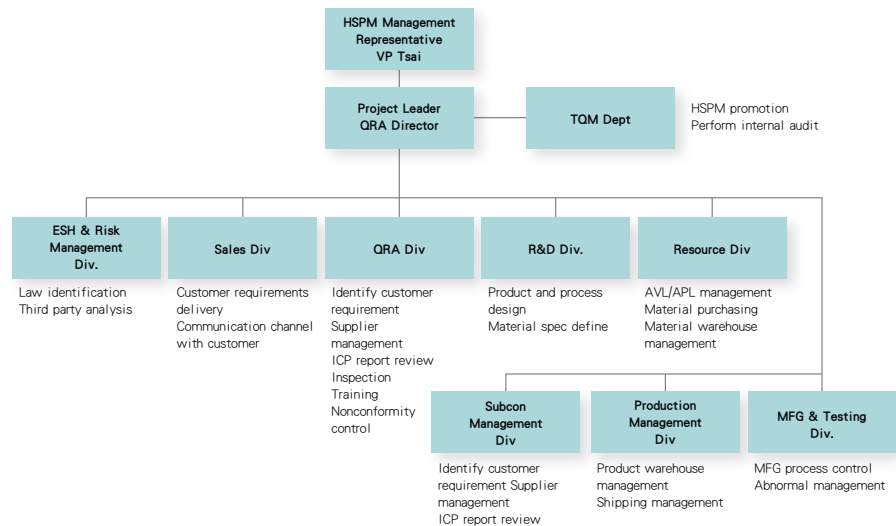 HSPM Management
Representative
VP Tsai
Project Leader
QRA Director
TQM Dept
HSPM promotion
Perform internal audit
ESH & Risk
Management
Div.
Law identification
Third party analysis
Sales Div
Customer requirements
delivery
Communication channel
with customer
QRA Div
Identify customer
requirement
Supplier
management
ICP report review
Inspection
Training
Nonconformity
control
R&D Div.
Product and process
design
Material spec define
Resource Div
AVL/APL management
Material purchasing
Material warehouse
management
Subcon
Management
Div
Identify customer
requirement Supplier
management
ICP report review
Production
Management
Div
Product warehouse
management
Shipping management
MFG & Testing
Div.
MFG process control
Abnormal management